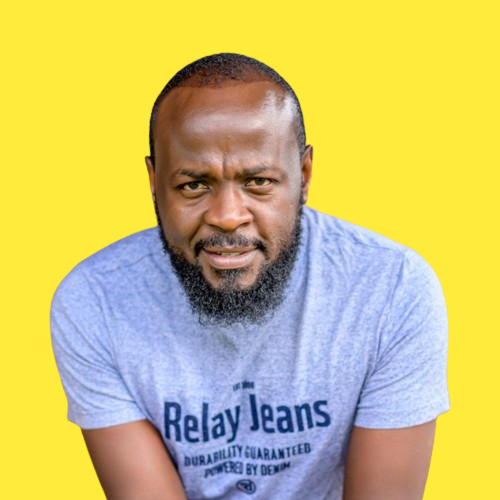 Relay Jeans
DURABILITY GUARANTEED
POWERED BY DENIM